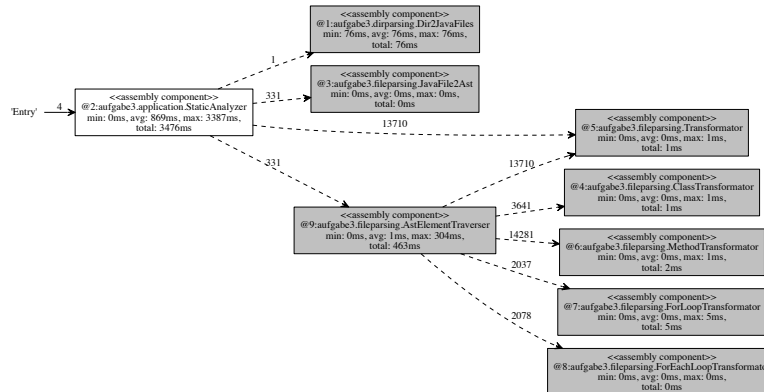 <<assembly component>>
@1:aufgabe3.dirparsing.Dir2JavaFiles
min: 76ms, avg: 76ms, max: 76ms,
total: 76ms
1
<<assembly component>>
@3:aufgabe3.fileparsing.JavaFile2Ast
min: 0ms, avg: 0ms, max: 0ms,
total: 0ms
331
'Entry'
4
<<assembly component>>
@2:aufgabe3.application.StaticAnalyzer
min: 0ms, avg: 869ms, max: 3387ms,
total: 3476ms
13710
<<assembly component>>
@5:aufgabe3.fileparsing.Transformator
min: 0ms, avg: 0ms, max: 1ms,
total: 1ms
331
13710
<<assembly component>>
@4:aufgabe3.fileparsing.ClassTransformator
min: 0ms, avg: 0ms, max: 1ms,
total: 1ms
3641
<<assembly component>>
@9:aufgabe3.fileparsing.AstElementTraverser
min: 0ms, avg: 1ms, max: 304ms,
total: 463ms
14281
<<assembly component>>
@6:aufgabe3.fileparsing.MethodTransformator
min: 0ms, avg: 0ms, max: 1ms,
total: 2ms
2037
<<assembly component>>
@7:aufgabe3.fileparsing.ForLoopTransformator
min: 0ms, avg: 0ms, max: 5ms,
total: 5ms
2078
<<assembly component>>
@8:aufgabe3.fileparsing.ForEachLoopTransformato
min: 0ms, avg: 0ms, max: 0ms,
total: 0ms